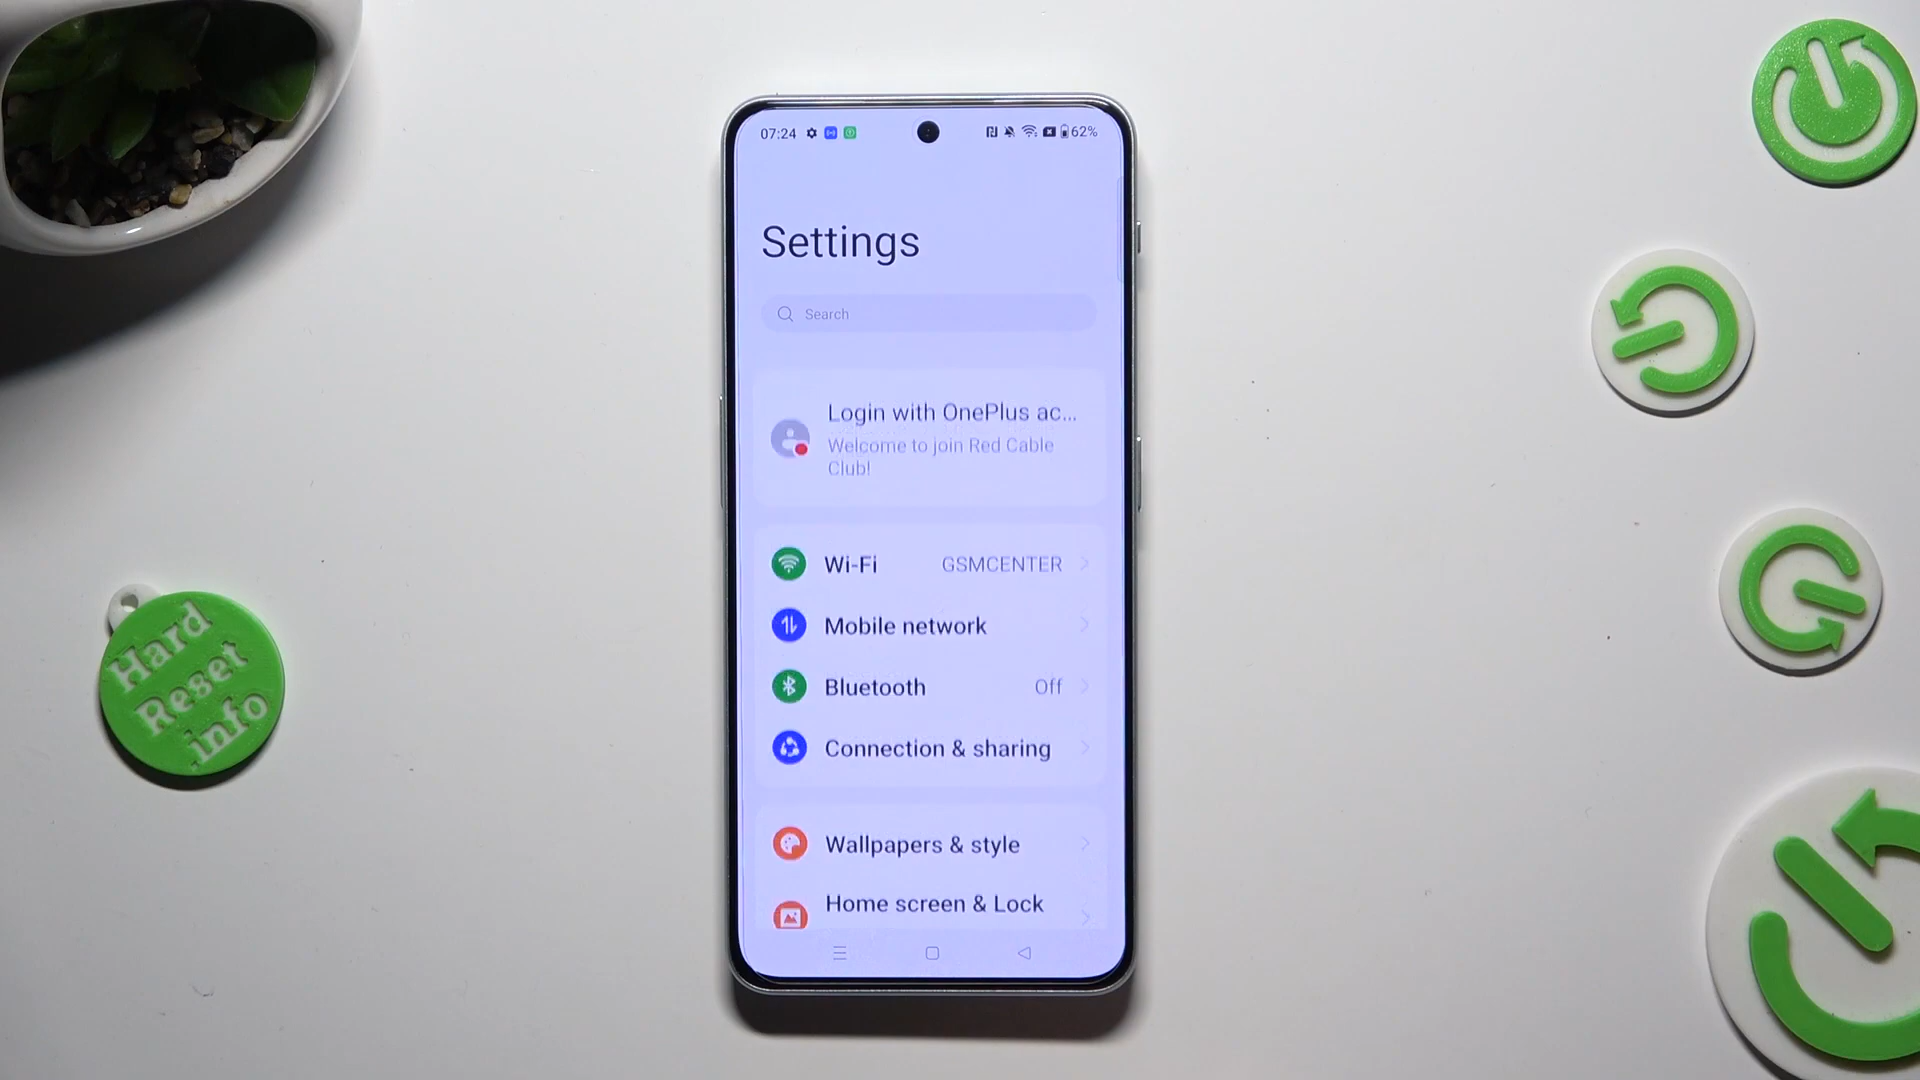 07:24
62%
Settings
Search
Login with OnePlus ac...
Welcome to join Red Cable
Club!
Wi-Fi GSMCENTER
Mobile network
Bluetooth Off
Connection & sharing
Wallpapers & style
Home screen & Lock
Hard
Reset
.info